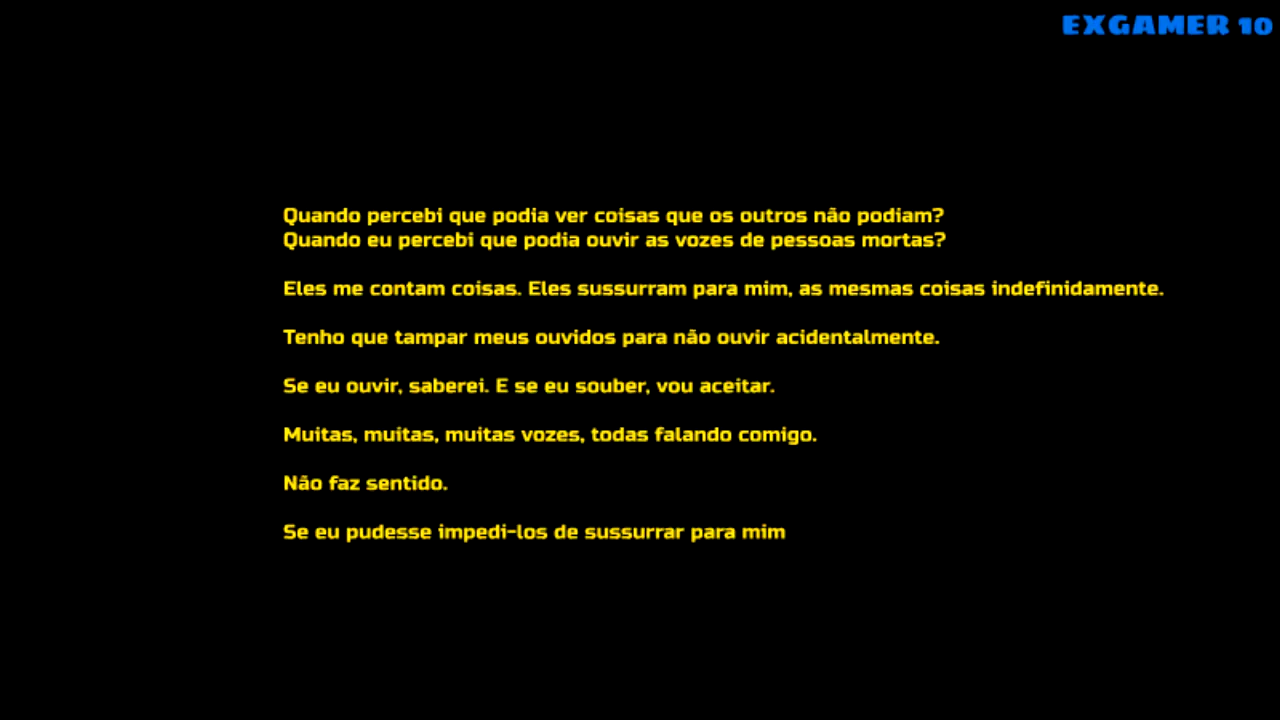 EXGAMER 10
Quando percebi que podia ver coisas que os outros não podiam?
Quando eu percebi que podia ouvir as vozes de pessoas mortas?
Eles me contam coisas. Eles sussurram para mim, as mesmas coisas indefinidamente.
Tenho que tampar meus ouvidos para não ouvir acidentalmente.
Se eu ouvir, saberei. E se eu souber, vou aceitar.
Muitas, muitas, muitas vozes, todas falando comigo.
Não faz sentido.
Se eu pudesse impedi-los de sussurrar para mim